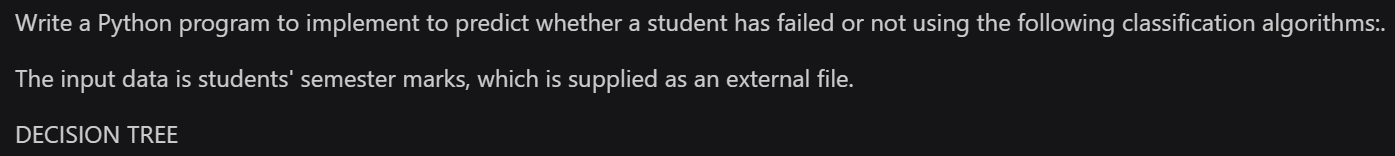 Write a Python program to implement to predict whether a student has failed or not using the following classification algorithms:.
The input data is students' semester marks, which is supplied as an external file.
DECISION TREE